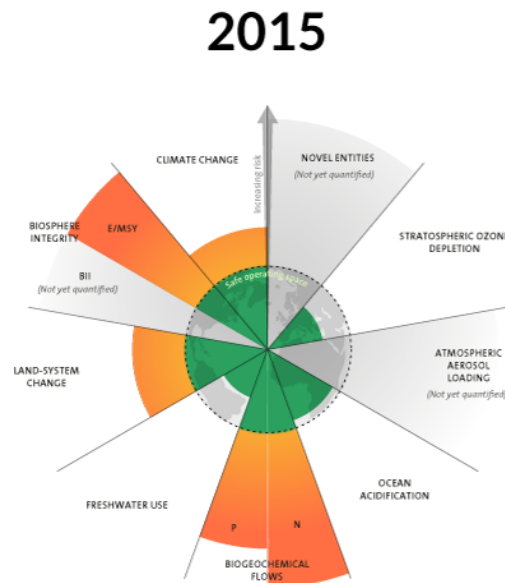 2015
CLIMATE CHANGE
Increasing risk
NOVEL ENTITIES
(Not yet quantified)
STRATOSPHERIC OZONE
DEPLETION
BIOSPHERE
INTEGRITY
E/MSY
BII
(Not yet quantified)
Safe operating space
ATMOSPHERIC
AEROSOL
LOADING
(Not yet quantified)
LAND-SYSTEM
CHANGE
FRESHWATER USE
OCEAN
ACIDIFICATION
P
N
BIOGEOCHEMICAL
FLOWS